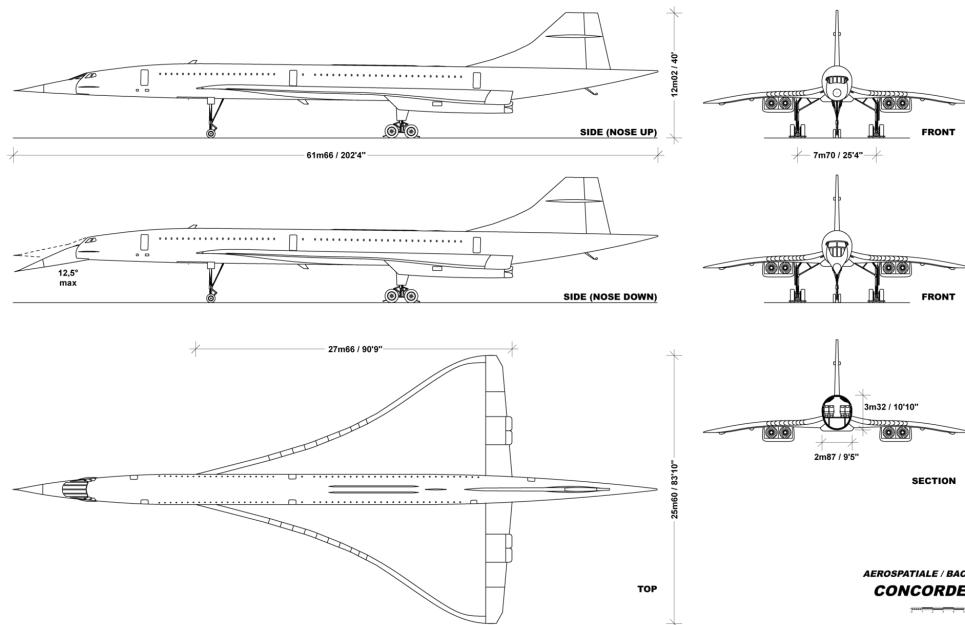 12m02 / 40'
SIDE (NOSE UP)
FRONT
61m66 / 202'4"
7m70 / 25'4"
12,5°
max
SIDE (NOSE DOWN)
FRONT
27m66 / 90'9"
3m32 / 10'10"
2m87 / 9'5"
25m60 / 83'10"
SECTION
AEROSPATIALE / BAC
TOP
CONCORDE